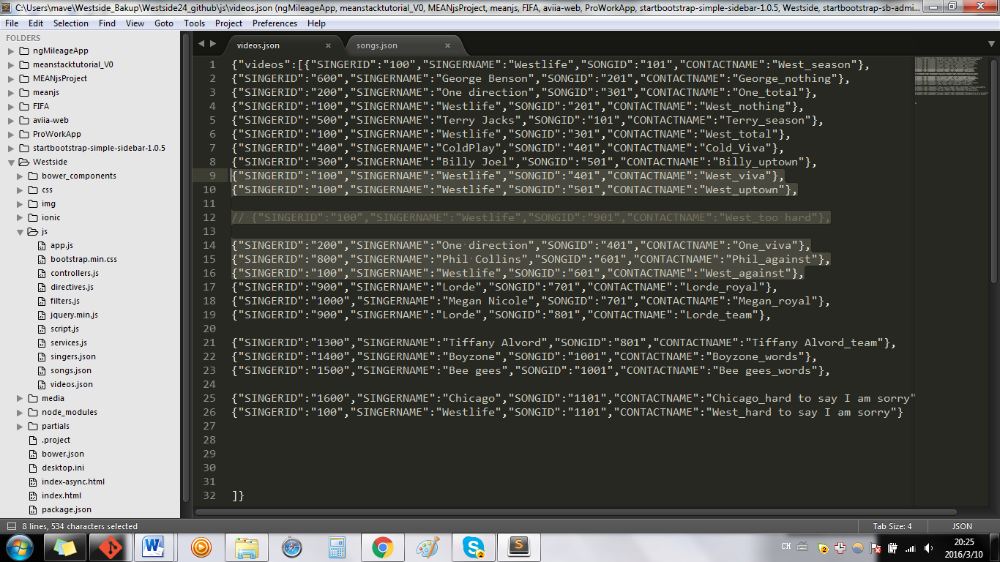 C:\Users\mave\Westside_Bakup\Westside24_github\js\videos.json (ngMileageApp, meanstacktutorial_V0, MEANjsProject, meanjs, FIFA, aviia-web, ProWorkApp, startbootstrap-simple-sidebar-1.0.5, Westside, startbootstrap-sb-admi...
File Edit Selection Find View Goto Tools Project Preferences Help
FOLDERS
ngMileageApp
meanstacktutorial_V0
MEANjsProject
meanjs
FIFA
aviia-web
ProWorkApp
startbootstrap-simple-sidebar-1.0.5
Westside
bower_components
css
img
ionic
js
app.js
bootstrap.min.css
controllers.js
directives.js
filters.js
jquery.min.js
script.js
services.js
singers.json
songs.json
videos.json
media
node_modules
partials
.project
bower.json
desktop.ini
index-async.html
index.html
package.json
videos.json × songs.json ×
1 {"videos":[{"SINGERID":"100","SINGERNAME":"Westlife","SONGID":"101","CONTACTNAME":"West_season"},
2 {"SINGERID":"600","SINGERNAME":"George Benson","SONGID":"201","CONTACTNAME":"George_nothing"},
3 {"SINGERID":"200","SINGERNAME":"One direction","SONGID":"301","CONTACTNAME":"One_total"},
4 {"SINGERID":"100","SINGERNAME":"Westlife","SONGID":"201","CONTACTNAME":"West_nothing"},
5 {"SINGERID":"500","SINGERNAME":"Terry Jacks","SONGID":"101","CONTACTNAME":"Terry_season"},
6 {"SINGERID":"100","SINGERNAME":"Westlife","SONGID":"301","CONTACTNAME":"West_total"},
7 {"SINGERID":"400","SINGERNAME":"ColdPlay","SONGID":"401","CONTACTNAME":"Cold_Viva"},
8 {"SINGERID":"300","SINGERNAME":"Billy Joel","SONGID":"501","CONTACTNAME":"Billy_uptown"},
9 {"SINGERID":"100","SINGERNAME":"Westlife","SONGID":"401","CONTACTNAME":"West_viva"},
10 {"SINGERID":"100","SINGERNAME":"Westlife","SONGID":"501","CONTACTNAME":"West_uptown"},
11
12 // {"SINGERID":"100","SINGERNAME":"Westlife","SONGID":"901","CONTACTNAME":"West_too hard"},
13
14 {"SINGERID":"200","SINGERNAME":"One direction","SONGID":"401","CONTACTNAME":"One_viva"},
15 {"SINGERID":"800","SINGERNAME":"Phil Collins","SONGID":"601","CONTACTNAME":"Phil_against"},
16 {"SINGERID":"100","SINGERNAME":"Westlife","SONGID":"601","CONTACTNAME":"West_against"},
17 {"SINGERID":"900","SINGERNAME":"Lorde","SONGID":"701","CONTACTNAME":"Lorde_royal"},
18 {"SINGERID":"1000","SINGERNAME":"Megan Nicole","SONGID":"701","CONTACTNAME":"Megan_royal"},
19 {"SINGERID":"900","SINGERNAME":"Lorde","SONGID":"801","CONTACTNAME":"Lorde_team"},
20
21 {"SINGERID":"1300","SINGERNAME":"Tiffany Alvord","SONGID":"801","CONTACTNAME":"Tiffany Alvord_team"},
22 {"SINGERID":"1400","SINGERNAME":"Boyzone","SONGID":"1001","CONTACTNAME":"Boyzone_words"},
23 {"SINGERID":"1500","SINGERNAME":"Bee gees","SONGID":"1001","CONTACTNAME":"Bee gees_words"},
24
25 {"SINGERID":"1600","SINGERNAME":"Chicago","SONGID":"1101","CONTACTNAME":"Chicago_hard to say I am sorry"
26 {"SINGERID":"100","SINGERNAME":"Westlife","SONGID":"1101","CONTACTNAME":"West_hard to say I am sorry"}
27
28
29
30
31
32 ]}
8 lines, 534 characters selected Tab Size: 4 JSON
CH 20:25
2016/3/10